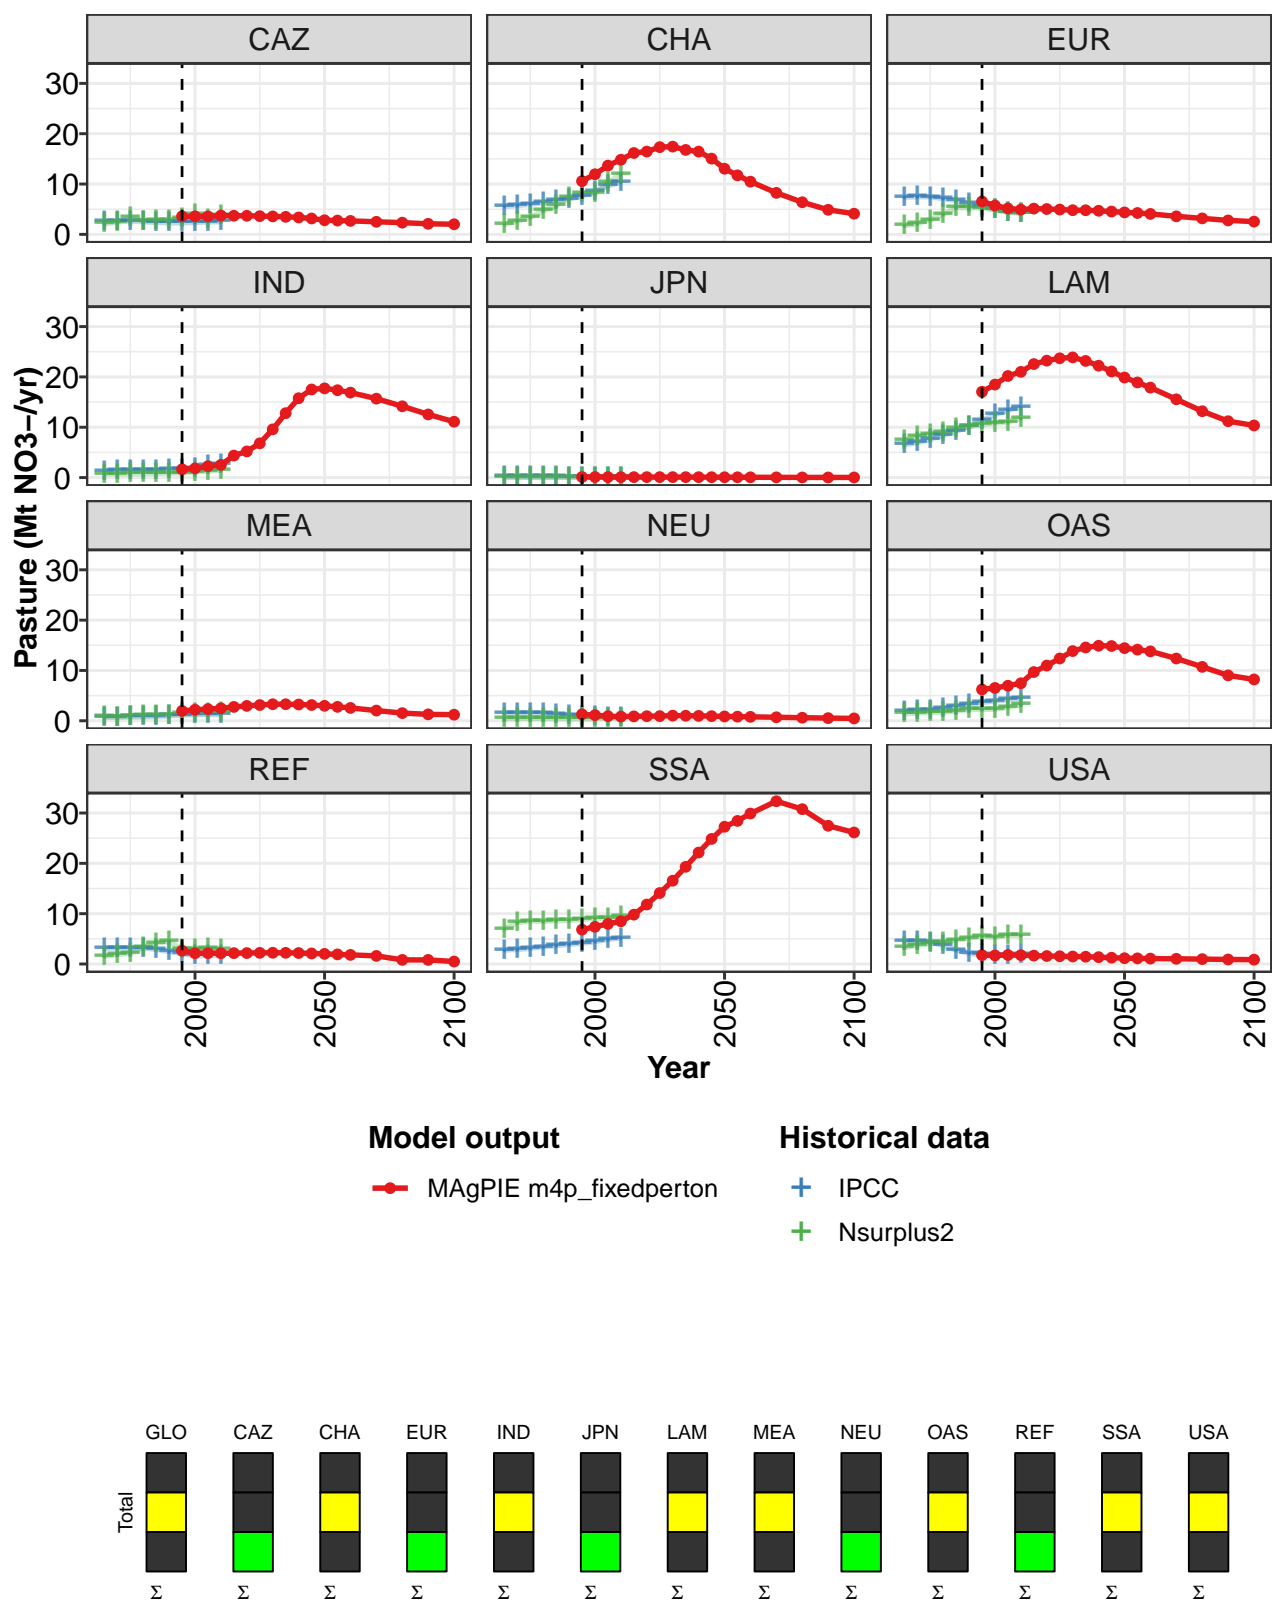 CAZ CHA EUR
30
20
10
0
IND JPN LAM
30
20
10
0
Pasture (Mt NO3−/yr)
MEA NEU OAS
30
20
10
0
REF SSA USA
30
20
10
0
2000 2050 2100 2000 2050 2100 2000 2050 2100
Year
Model output Historical data
MAgPIE m4p_fixedperton IPCC
Nsurplus2
GLO CAZ CHA EUR IND JPN LAM MEA NEU OAS REF SSA USA
Total
Σ Σ Σ Σ Σ Σ Σ Σ Σ Σ Σ Σ Σ